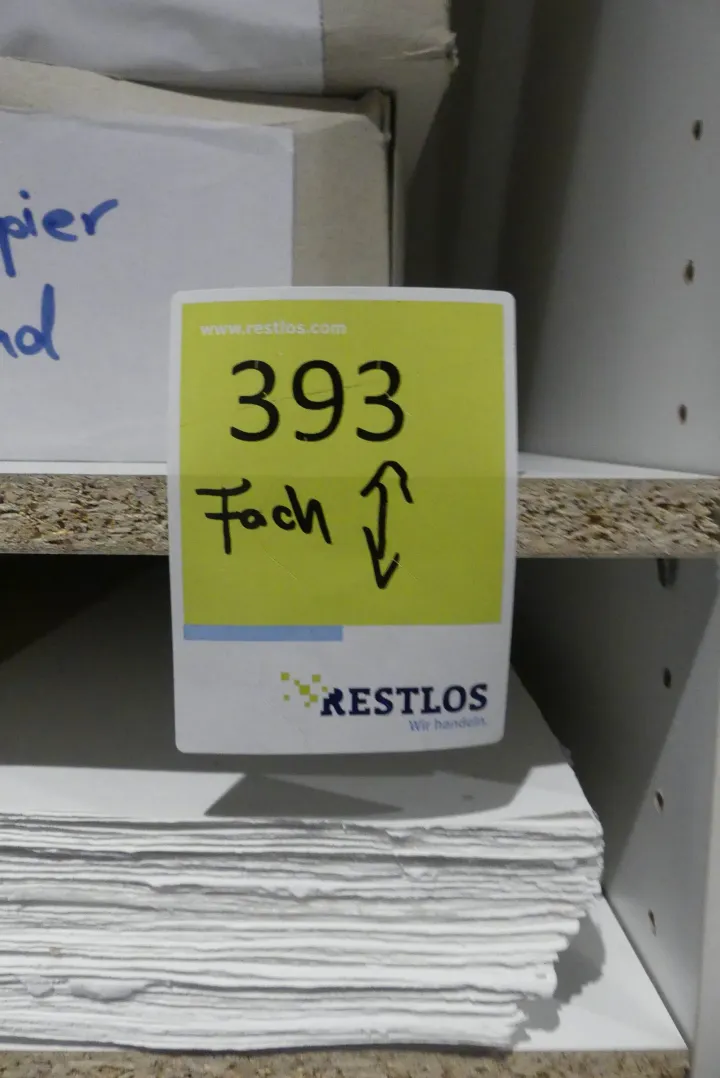 pier
nd
www.restlos.com
393
Fach
RESTLOS
Wir handeln.